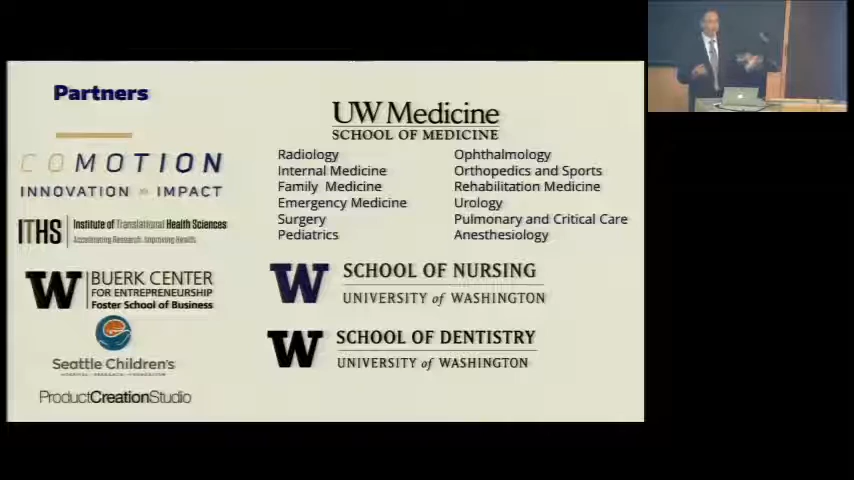 Partners
COMOTION
INNOVATION » IMPACT
ITHS Institute of Translational Health Sciences
Accelerating Research. Improving Health.
W BUERK CENTER
FOR ENTREPRENEURSHIP
Foster School of Business
Seattle Children's
HOSPITAL • RESEARCH • FOUNDATION
ProductCreationStudio
UW Medicine
SCHOOL OF MEDICINE
Radiology
Internal Medicine
Family Medicine
Emergency Medicine
Surgery
Pediatrics
Ophthalmology
Orthopedics and Sports
Rehabilitation Medicine
Urology
Pulmonary and Critical Care
Anesthesiology
W SCHOOL OF NURSING
UNIVERSITY of WASHINGTON
W SCHOOL OF DENTISTRY
UNIVERSITY of WASHINGTON